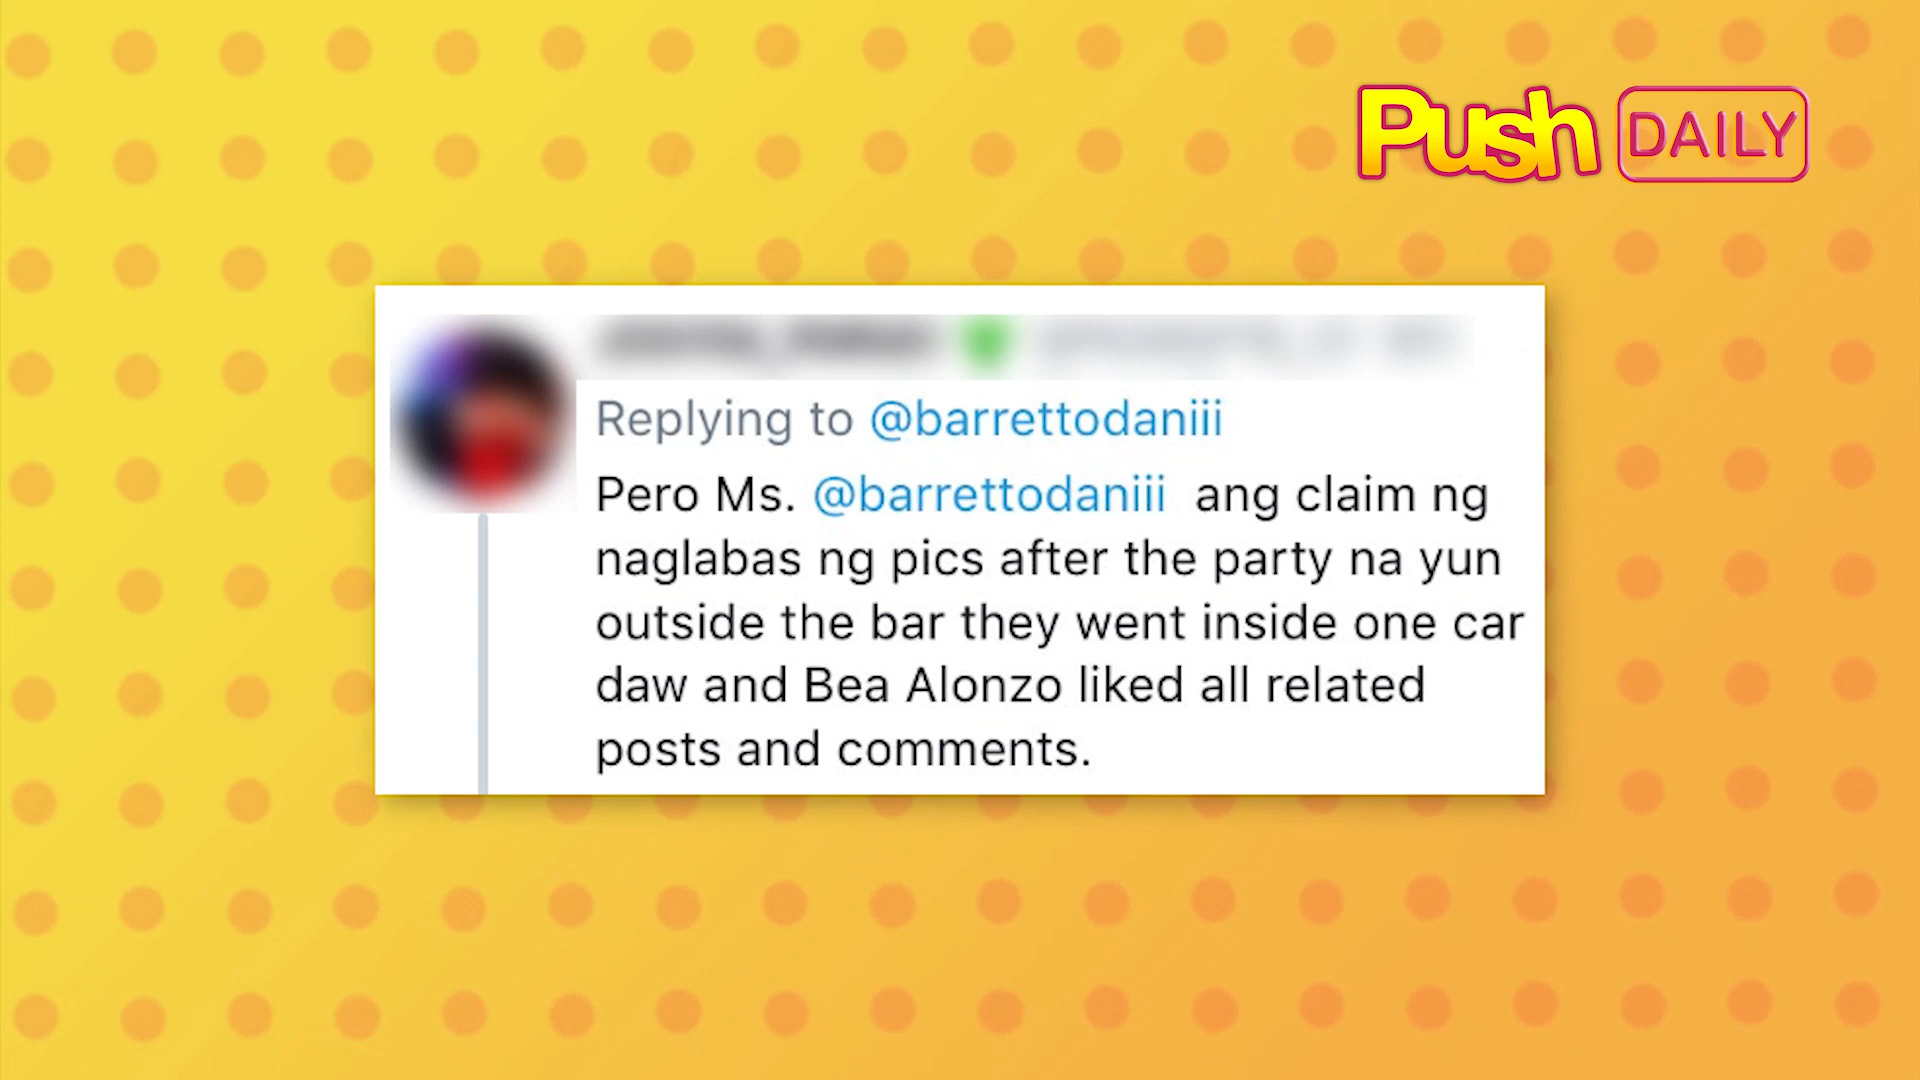 Push DAILY
Replying to @barrettodaniii
Pero Ms. @barrettodaniii ang claim ng
naglabas ng pics after the party na yun
outside the bar they went inside one car
daw and Bea Alonzo liked all related
posts and comments.